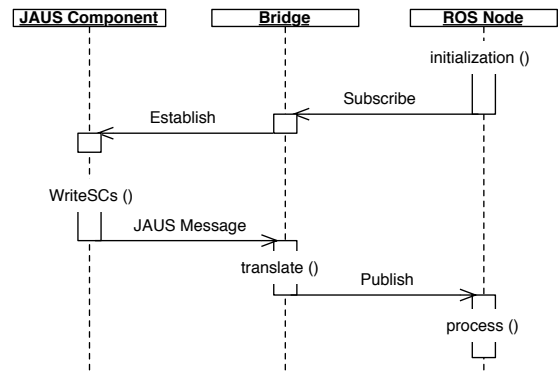 JAUS Component
Bridge
ROS Node
initialization ()
Subscribe
Establish
WriteSCs ()
JAUS Message
translate ()
Publish
process ()